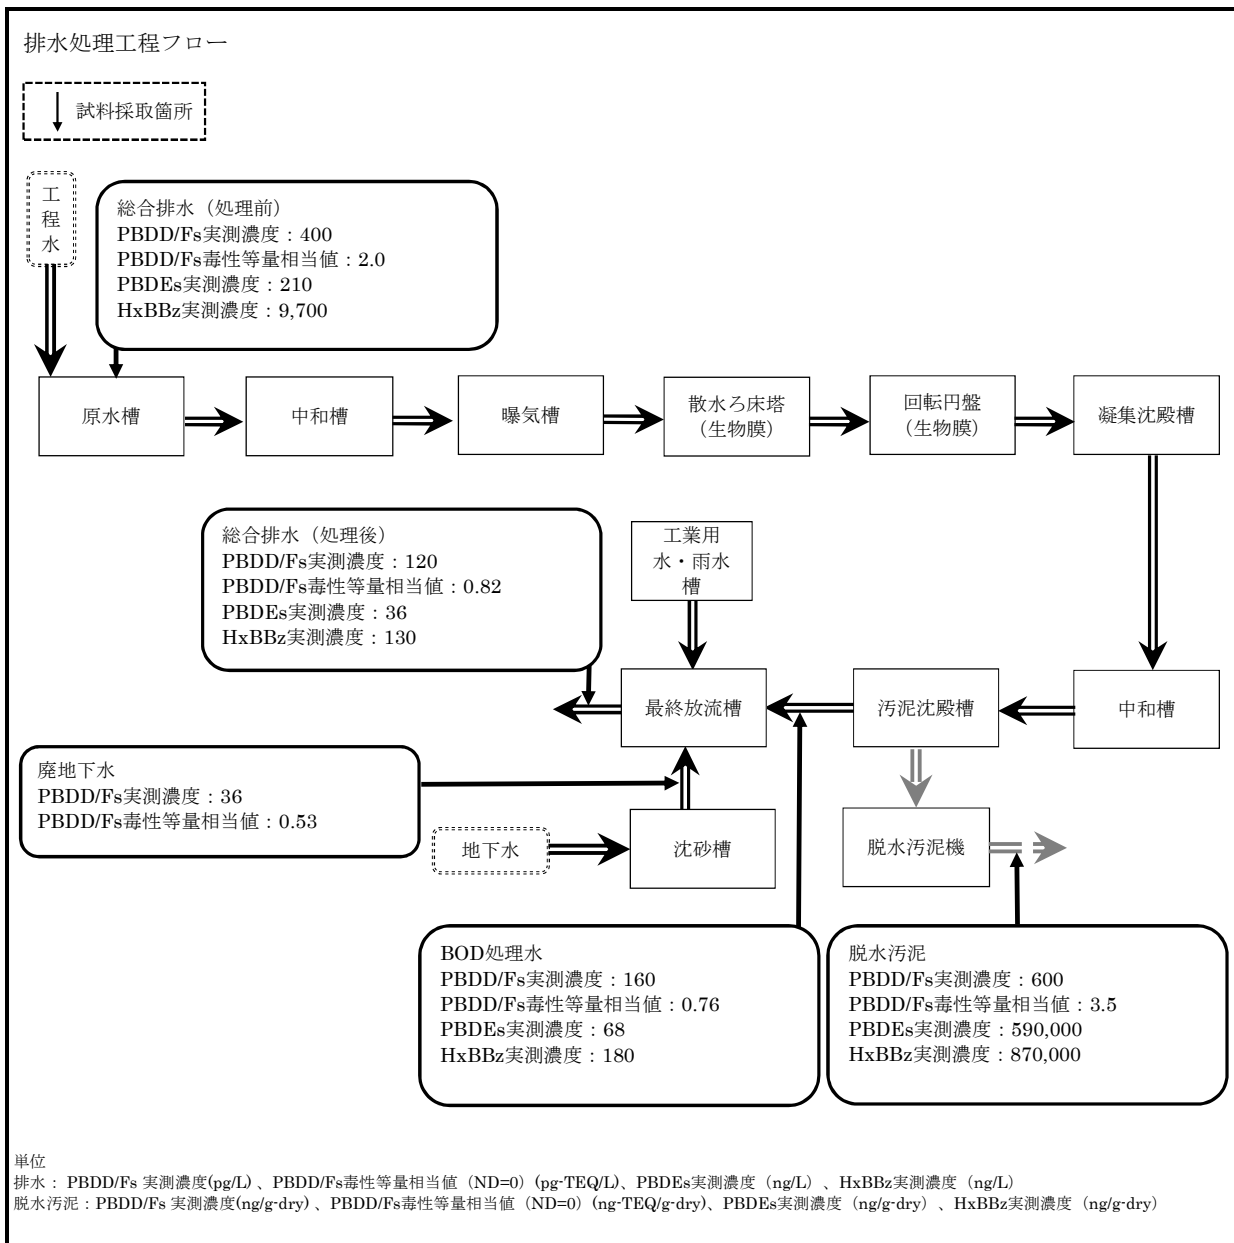 排水処理工程フロー
試料採取箇所
工
程
水
総合排水（処理前）
PBDD/Fs実測濃度：400
PBDD/Fs毒性等量相当値：2.0
PBDEs実測濃度：210
HxBBz実測濃度：9,700
原水槽
中和槽
曝気槽
散水ろ床塔
（生物膜）
回転円盤
（生物膜）
凝集沈殿槽
総合排水（処理後）
PBDD/Fs実測濃度：120
PBDD/Fs毒性等量相当値：0.82
PBDEs実測濃度：36
HxBBz実測濃度：130
工業用
水・雨水
槽
最終放流槽
汚泥沈殿槽
中和槽
廃地下水
PBDD/Fs実測濃度：36
PBDD/Fs毒性等量相当値：0.53
地下水
沈砂槽
脱水汚泥機
BOD処理水
PBDD/Fs実測濃度：160
PBDD/Fs毒性等量相当値：0.76
PBDEs実測濃度：68
HxBBz実測濃度：180
脱水汚泥
PBDD/Fs実測濃度：600
PBDD/Fs毒性等量相当値：3.5
PBDEs実測濃度：590,000
HxBBz実測濃度：870,000
単位
排水：PBDD/Fs 実測濃度(pg/L)、PBDD/Fs毒性等量相当値（ND=0）(pg-TEQ/L)、PBDEs実測濃度（ng/L）、HxBBz実測濃度（ng/L）
脱水汚泥：PBDD/Fs 実測濃度(ng/g-dry)、PBDD/Fs毒性等量相当値（ND=0）(ng-TEQ/g-dry)、PBDEs実測濃度（ng/g-dry）、HxBBz実測濃度（ng/g-dry）